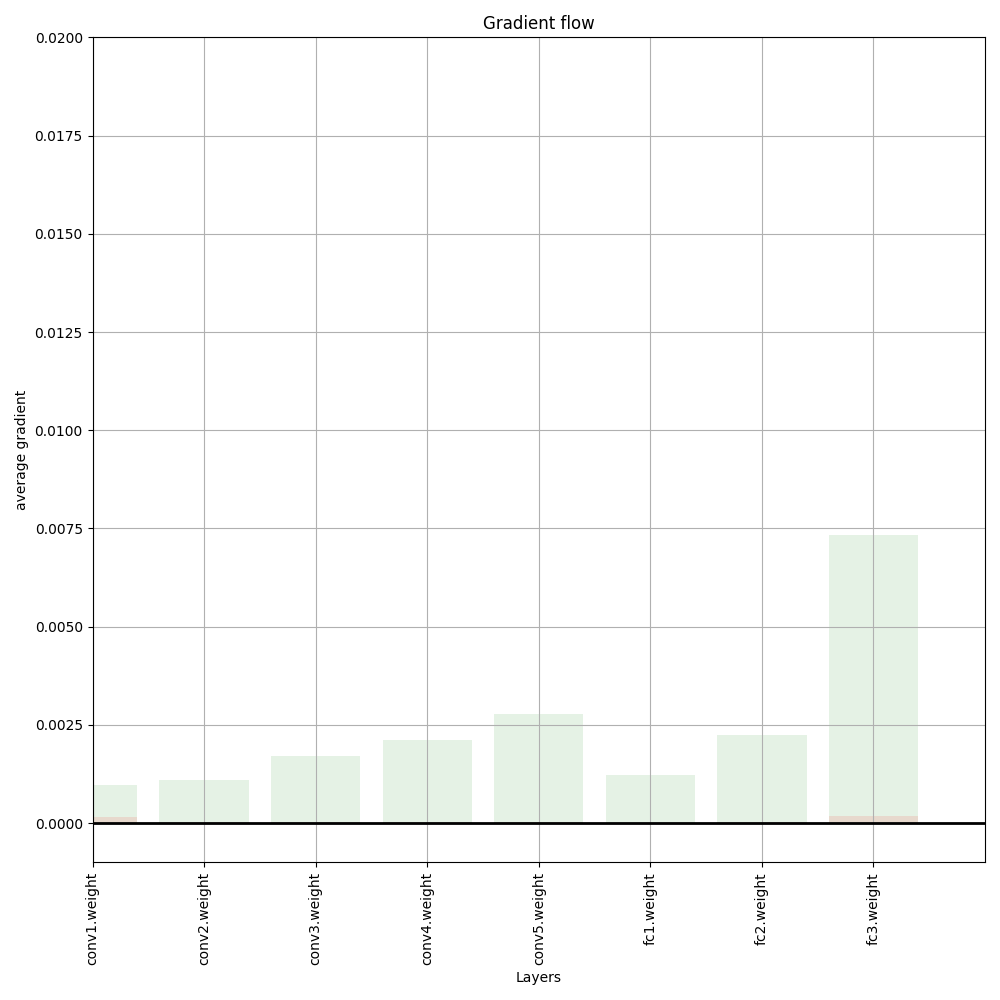 Gradient flow
0.0200
0.0175
0.0150
0.0125
0.0100
0.0075
0.0050
0.0025
0.0000
average gradient
conv1.weight
conv2.weight
conv3.weight
conv4.weight
conv5.weight
fc1.weight
fc2.weight
fc3.weight
Layers